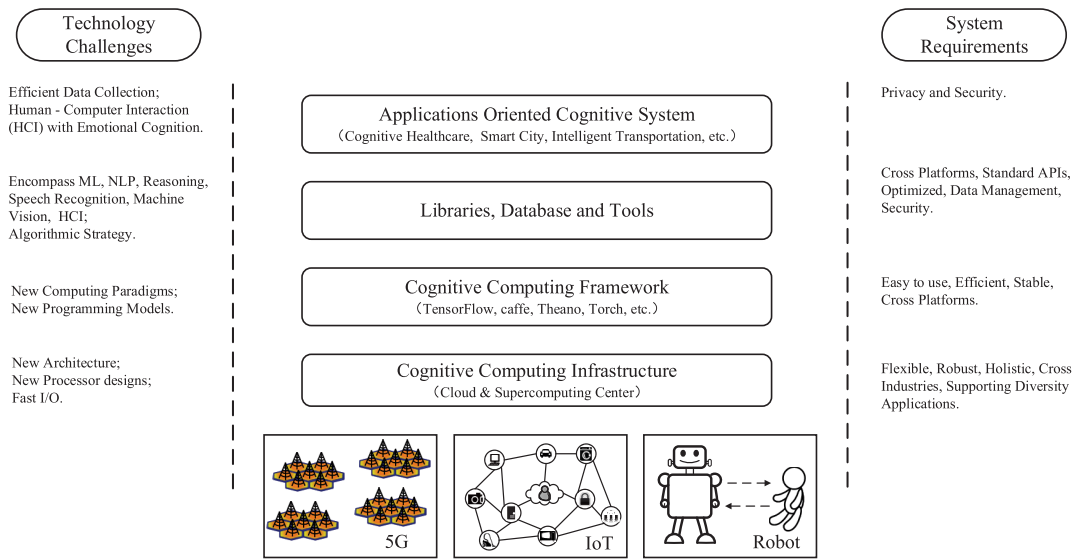 Technology
Challenges
System
Requirements
Efficient Data Collection;
Human - Computer Interaction
(HCI) with Emotional Cognition.
Applications Oriented Cognitive System
（Cognitive Healthcare, Smart City, Intelligent Transportation, etc.）
Privacy and Security.
Encompass ML, NLP, Reasoning,
Speech Recognition, Machine
Vision, HCI;
Algorithmic Strategy.
Libraries, Database and Tools
Cross Platforms, Standard APIs,
Optimized, Data Management,
Security.
New Computing Paradigms;
New Programming Models.
Cognitive Computing Framework
（TensorFlow, caffe, Theano, Torch, etc.）
Easy to use, Efficient, Stable,
Cross Platforms.
New Architecture;
New Processor designs;
Fast I/O.
Cognitive Computing Infrastructure
（Cloud & Supercomputing Center）
Flexible, Robust, Holistic, Cross
Industries, Supporting Diversity
Applications.
5G
IoT
Robot